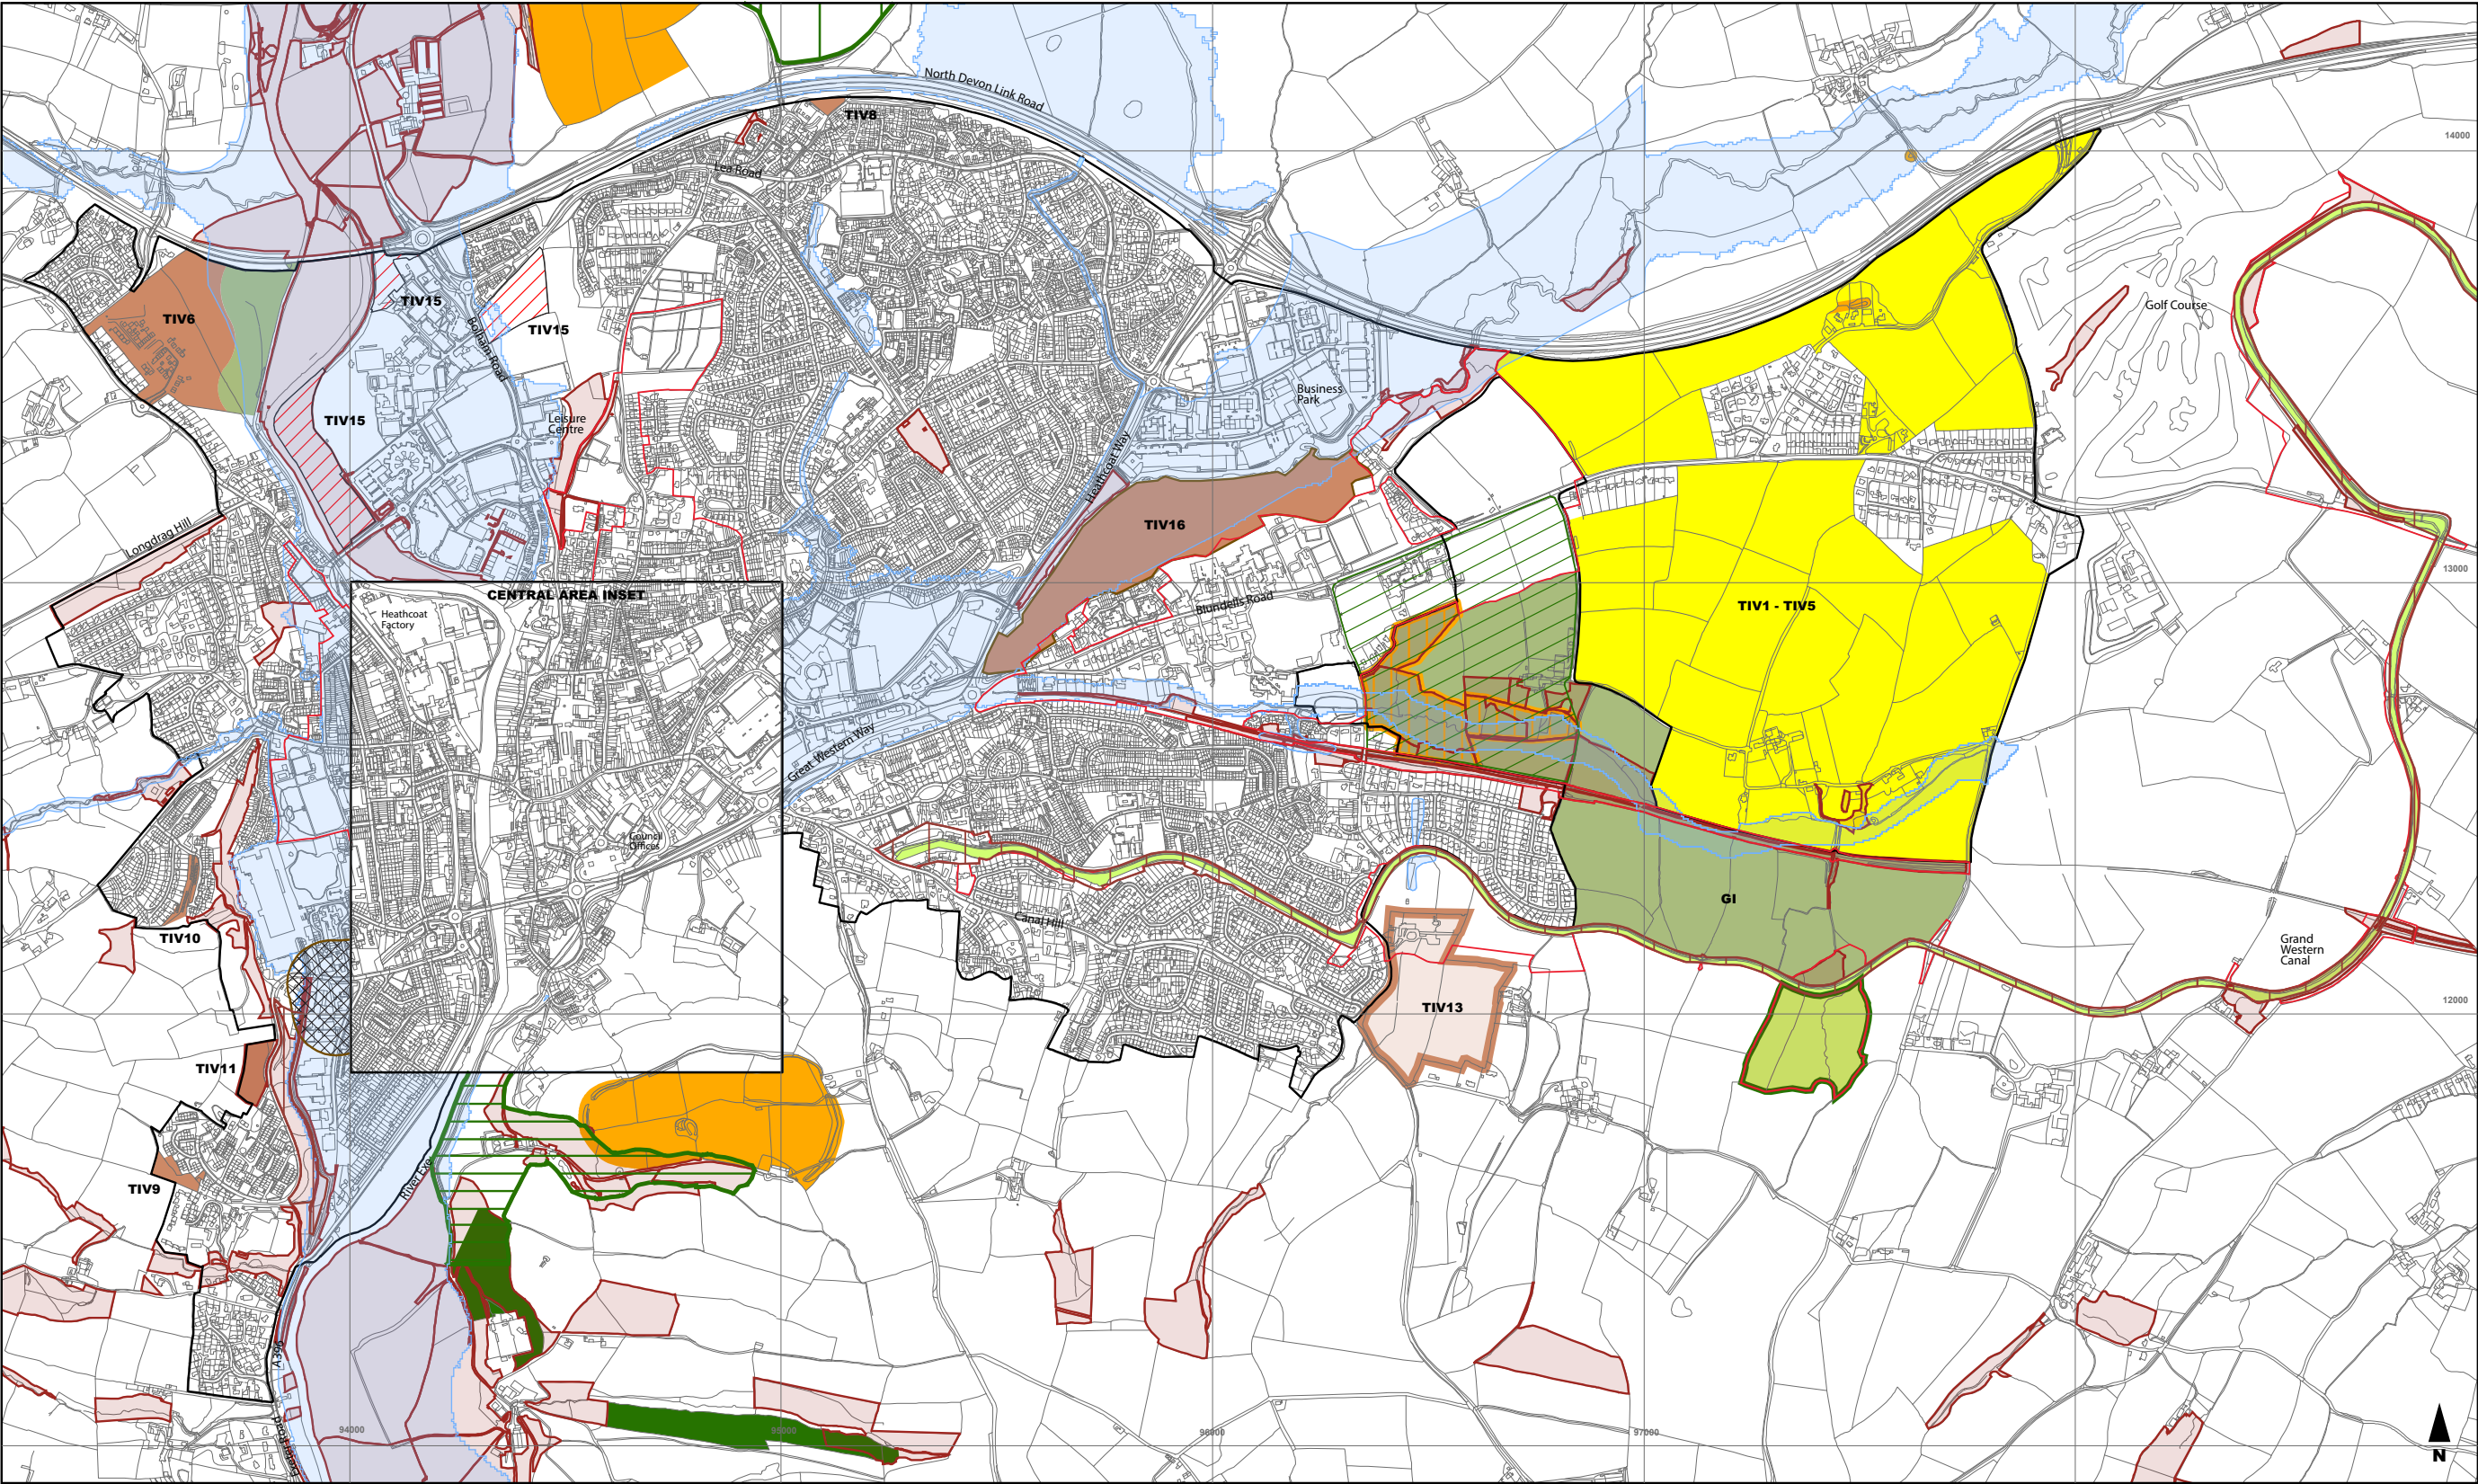 North Devon Link Road
TIV8
14000
Lea Road
TIV6
TIV15
Bolham Road
TIV15
Golf Course
TIV15
Leisure
Centre
Business
Park
Heathcoat Way
TIV16
Longdrag Hill
13000
CENTRAL AREA INSET
Heathcoat
Factory
Blundells Road
TIV1 - TIV5
Great Western Way
Council
Offices
GI
Canal Hill
TIV10
Grand
Western
Canal
12000
TIV13
TIV11
River Exe
TIV9
A396
94000
95000
96000
97000
Exeter Road
N